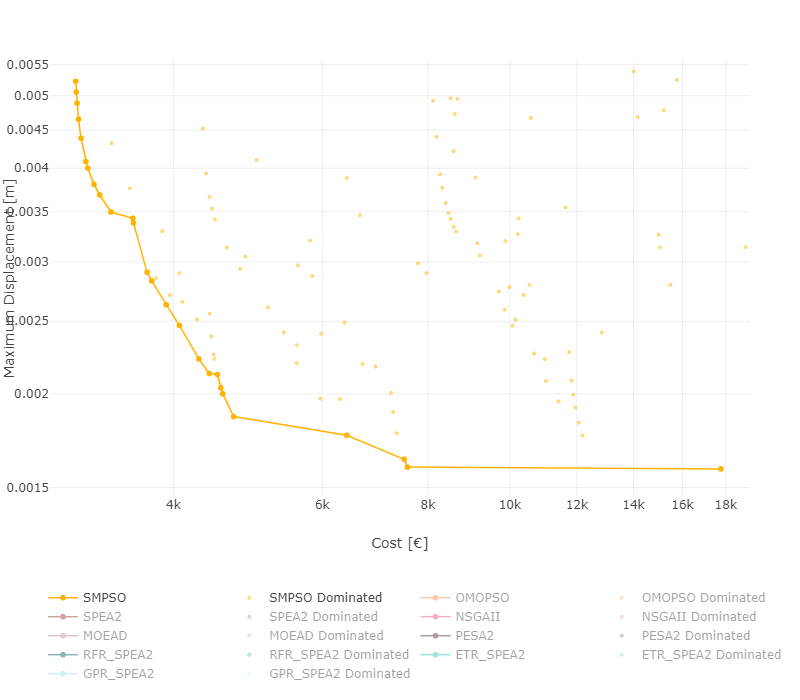 0.0055
0.005
0.0045
0.004
0.0035
0.003
0.0025
0.002
0.0015
Maximum Displacement [m]
4k 6k 8k 10k 12k 14k 16k 18k
Cost [€]
SMPSO SMPSO Dominated OMOPSO OMOPSO Dominated
SPEA2 SPEA2 Dominated NSGAII NSGAII Dominated
MOEAD MOEAD Dominated PESA2 PESA2 Dominated
RFR_SPEA2 RFR_SPEA2 Dominated ETR_SPEA2 ETR_SPEA2 Dominated
GPR_SPEA2 GPR_SPEA2 Dominated